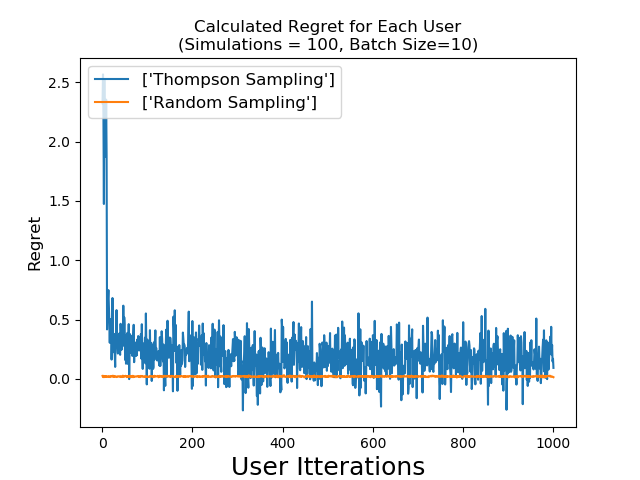 Calculated Regret for Each User
(Simulations = 100, Batch Size=10)
['Thompson Sampling']
['Random Sampling']
Regret
2.5
2.0
1.5
1.0
0.5
0.0
0
200
400
600
800
1000
User Itterations